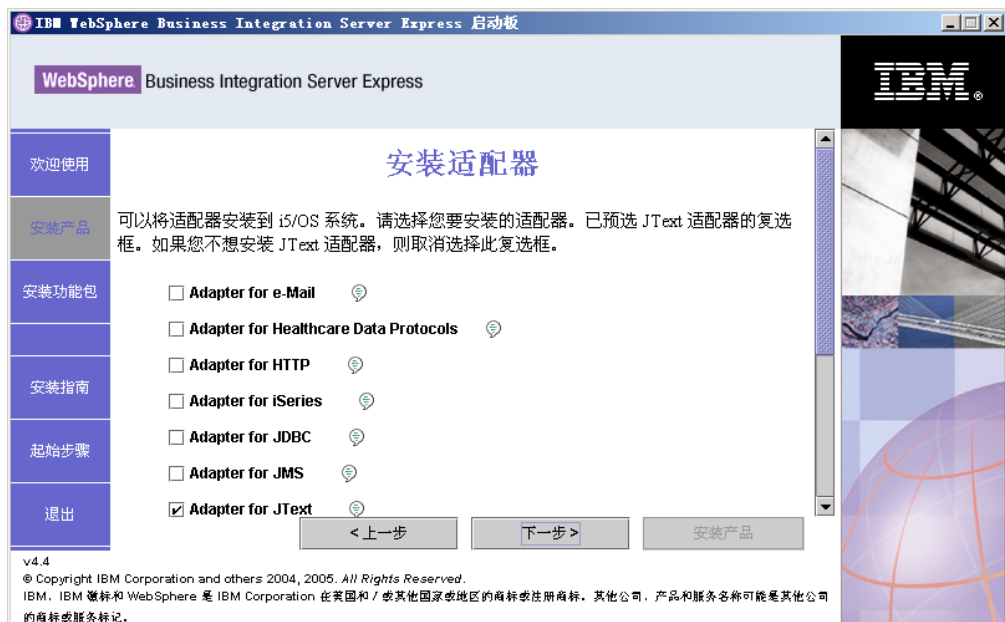 IBM WebSphere Business Integration Server Express 启动板
WebSphere. Business Integration Server Express
IBM®
欢迎使用
安装产品
安装功能包
安装指南
起始步骤
退出
安装适配器
可以将适配器安装到 i5/OS 系统。请选择您要安装的适配器。已预选 JText 适配器的复选
框。如果您不想安装 JText 适配器，则取消选择此复选框。
Adapter for e-Mail
Adapter for Healthcare Data Protocols
Adapter for HTTP
Adapter for iSeries
Adapter for JDBC
Adapter for JMS
Adapter for JText
<上一步
下一步>
安装产品
v4.4
© Copyright IBM Corporation and others 2004, 2005. All Rights Reserved.
IBM、IBM 徽标和 WebSphere 是 IBM Corporation 在美国和 / 或其他国家或地区的商标或注册商标。其他公司、产品和服务名称可能是其他公司
的商标或服务标记。